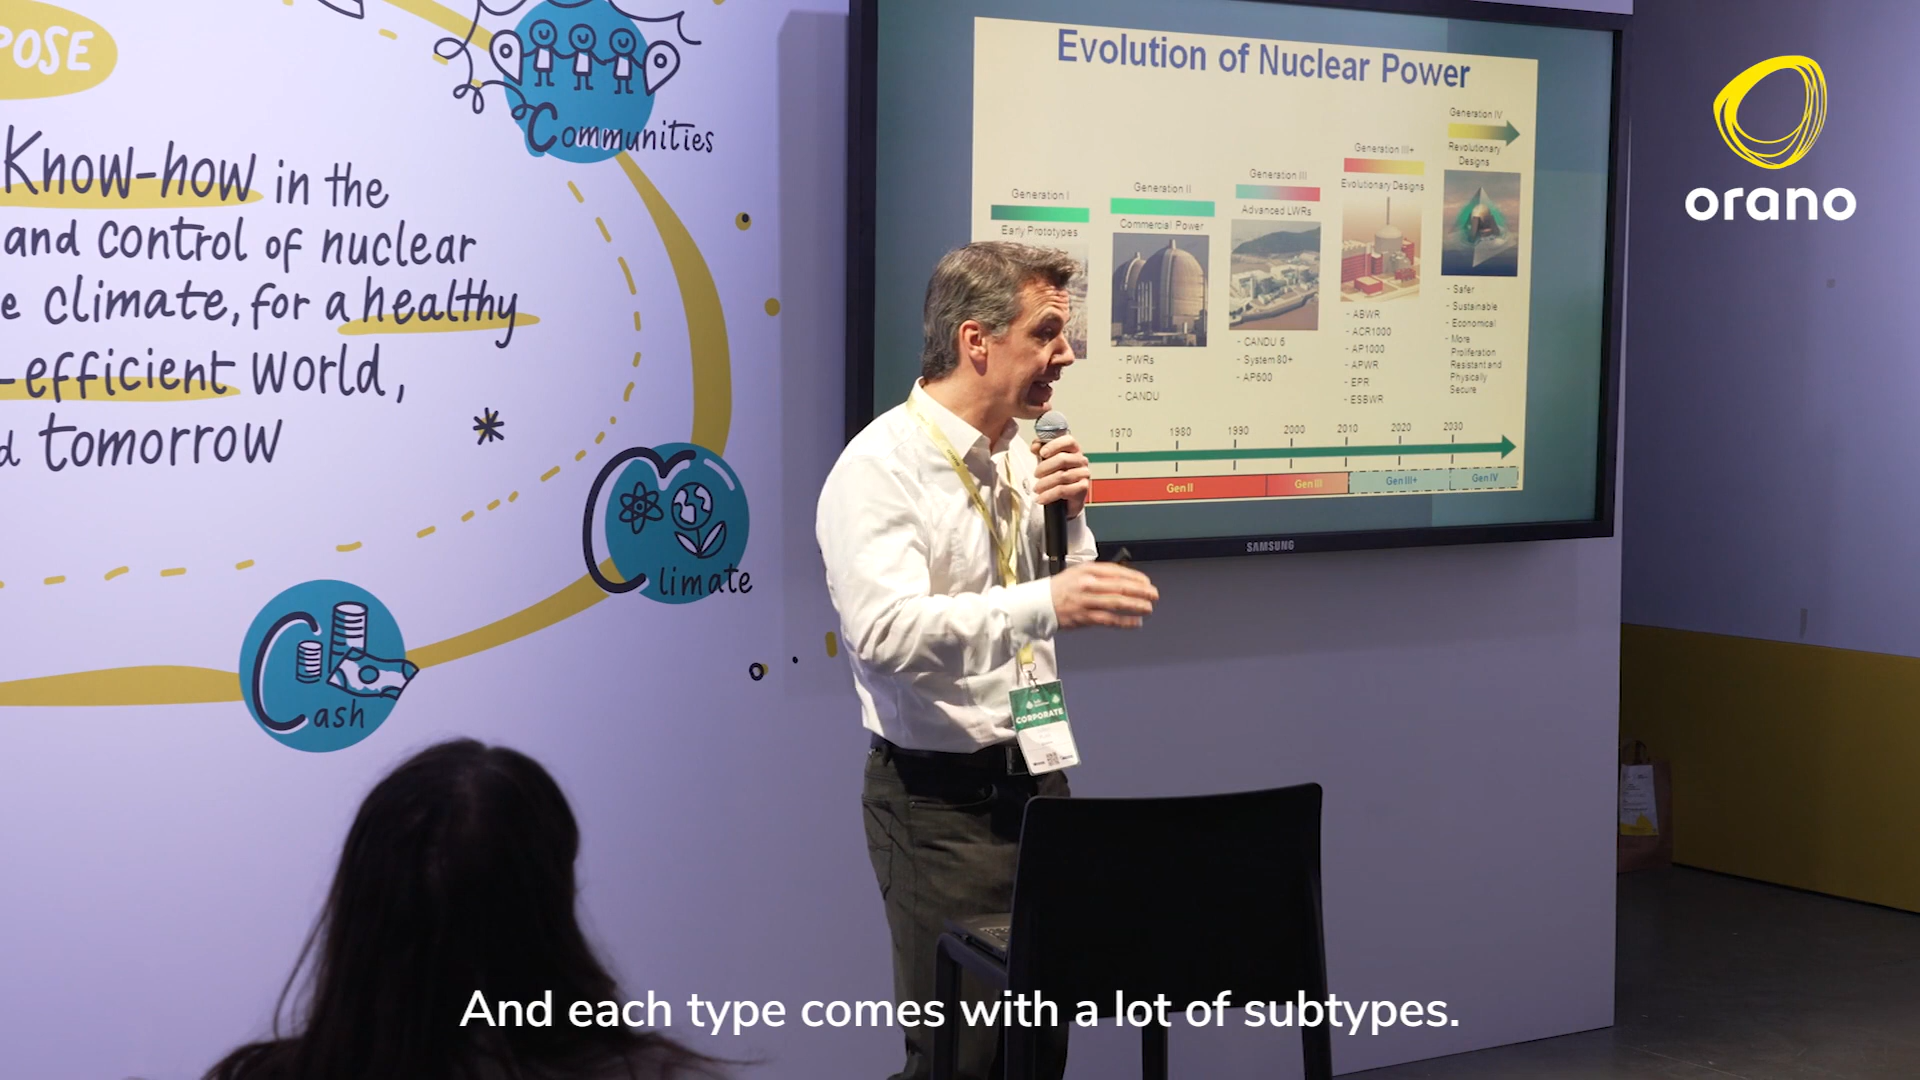 POSE
Know-how in the
and control of nuclear
e climate, for a healthy
-efficient world,
d tomorrow
Communities
Climate
Cash
Evolution of Nuclear Power
Generation I
Early Prototypes
Generation II
Commercial Power
- PWRs
- BWRs
- CANDU
Generation III
Advanced LWRs
- CANDU 6
- System 80+
- AP600
Generation III+
Evolutionary Designs
- ABWR
- ACR1000
- AP1000
- APWR
- EPR
- ESBWR
Generation IV
Revolutionary
Designs
- Safer
- Sustainable
- Economical
- More
Proliferation
Resistant and
Physically
Secure
1970 1980 1990 2000 2010 2020 2030
Gen II Gen III Gen III+ Gen IV
SAMSUNG
orano
CORPORATE
And each type comes with a lot of subtypes.